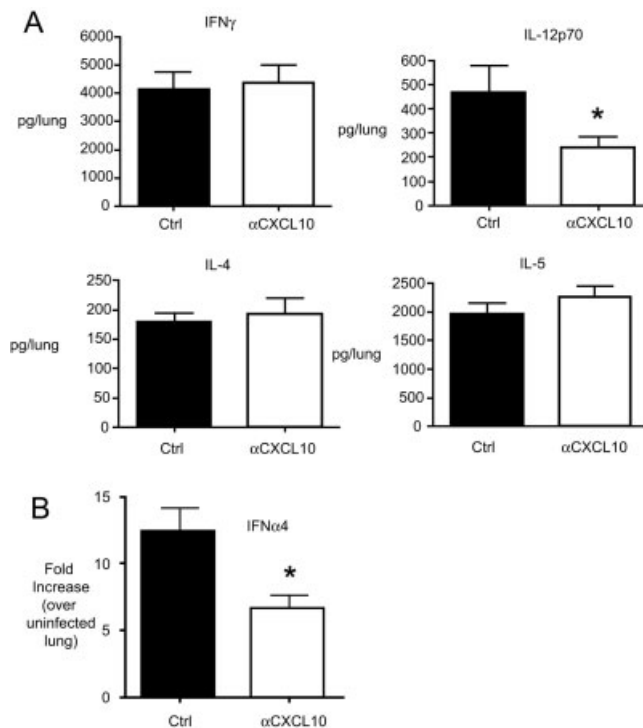 A
IFNγ
6000
5000
4000
3000
2000
1000
0
pg/lung
Ctrl
αCXCL10
IL-12p70
600
500
400
300
200
100
0
pg/lung
*
Ctrl
αCXCL10
IL-4
250
200
150
100
50
0
pg/lung
Ctrl
αCXCL10
IL-5
2500
2000
1500
1000
500
0
pg/lung
Ctrl
αCXCL10
B
IFNα4
15
10
5
0
Fold
Increase
(over
uninfected
lung)
*
Ctrl
αCXCL10